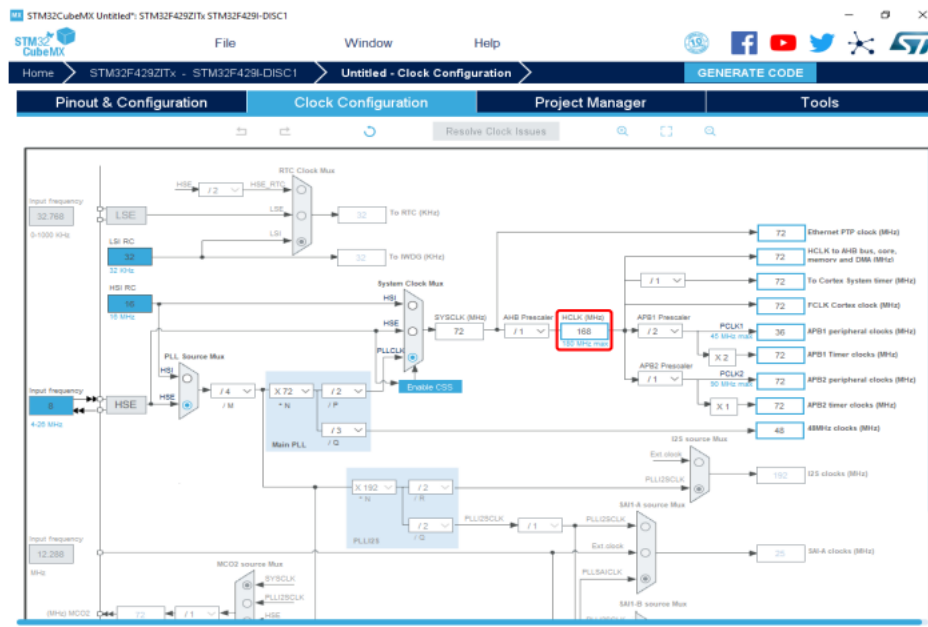 MX STM32CubeMX Untitled*: STM32F429ZITx STM32F429I-DISC1
STM32 CubeMX
File Window Help
Home STM32F429ZITx - STM32F429I-DISC1 Untitled - Clock Configuration GENERATE CODE
Pinout & Configuration Clock Configuration Project Manager Tools
Resolve Clock Issues
RTC Clock Mux
HSE / 2 HSE_RTC
Input frequency
32.768
0-1000 KHz
LSE LSE 32 To RTC (KHz)
LSI RC LSI
32 32 To IWDG (KHz)
32 KHz
HSI RC
16
16 MHz
System Clock Mux
HSI
HSE
PLLCLK
Enable CSS
SYSCLK (MHz) AHB Prescaler HCLK (MHz) APB1 Prescaler
72 / 1 168 / 2
180 MHz max
72 Ethernet PTP clock (MHz)
72 HCLK to AHB bus, core,
memory and DMA (MHz)
/ 1 72 To Cortex System timer (MHz)
72 FCLK Cortex clock (MHz)
PCLK1 36 APB1 peripheral clocks (MHz)
45 MHz max
X 2 72 APB1 Timer clocks (MHz)
APB2 Prescaler
/ 1 PCLK2 72 APB2 peripheral clocks (MHz)
90 MHz max
X 1 72 APB2 timer clocks (MHz)
48 48MHz clocks (MHz)
PLL Source Mux
HSI
HSE
Input frequency
8
4-26 MHz
HSE
/ 4
/ M
X 72 / 2
* N / P
/ 3
/ Q
Main PLL
I2S source Mux
Ext.clock
PLLI2SCLK
192 I2S clocks (MHz)
X 192 / 2
* N / R
/ 2 PLLI2SCLK / 1
/ Q
PLLI2S
SAI1-A source Mux
PLLI2SCLK
Ext.clock
PLLSAICLK
25 SAI-A clocks (MHz)
Input frequency
12.288
MHz
MCO2 source Mux
SYSCLK
PLLI2SCLK
HSE
(MHz) MCO2 72 / 1
SAI1-B source Mux
PLLI2SCLK